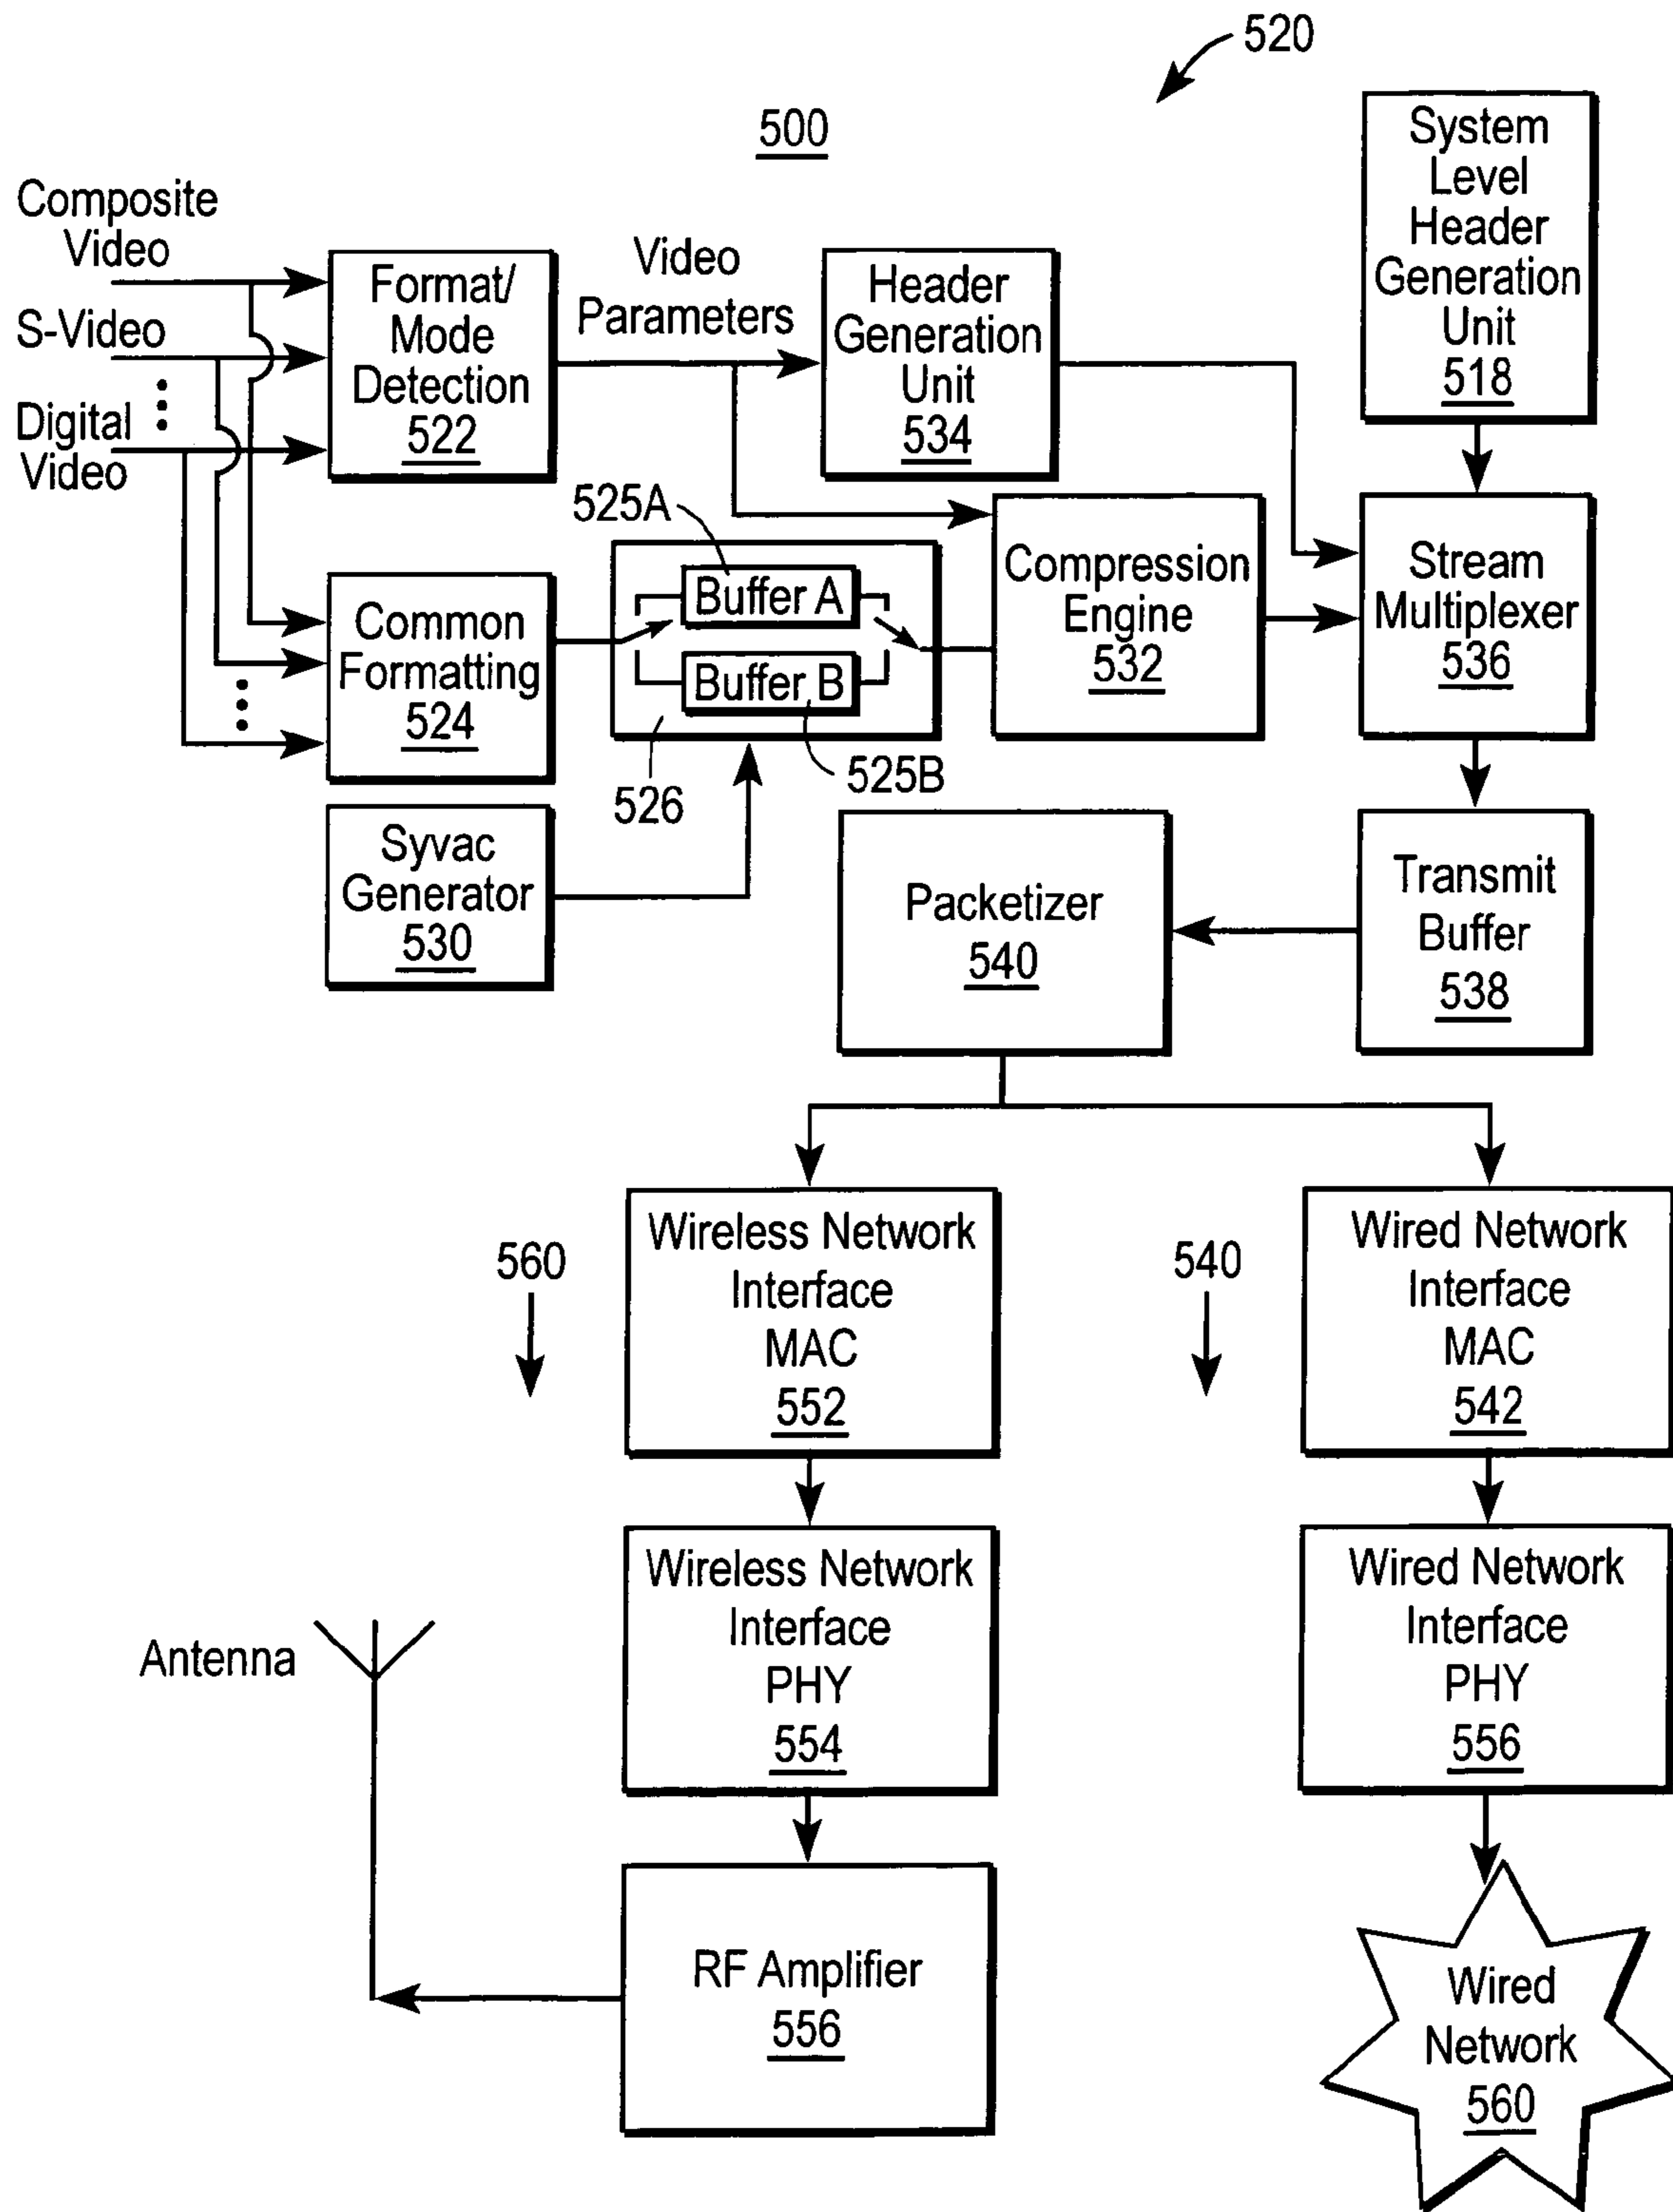 520
500
Composite
Video
S-Video
Digital
Video
Format/
Mode
Detection
522
Video
Parameters
Header
Generation
Unit
534
System
Level
Header
Generation
Unit
518
525A
Common
Formatting
524
Buffer A
Buffer B
526
525B
Compression
Engine
532
Stream
Multiplexer
536
Syvac
Generator
530
Packetizer
540
Transmit
Buffer
538
560
Wireless Network
Interface
MAC
552
540
Wired Network
Interface
MAC
542
Wireless Network
Interface
PHY
554
Wired Network
Interface
PHY
556
Antenna
RF Amplifier
556
Wired
Network
560